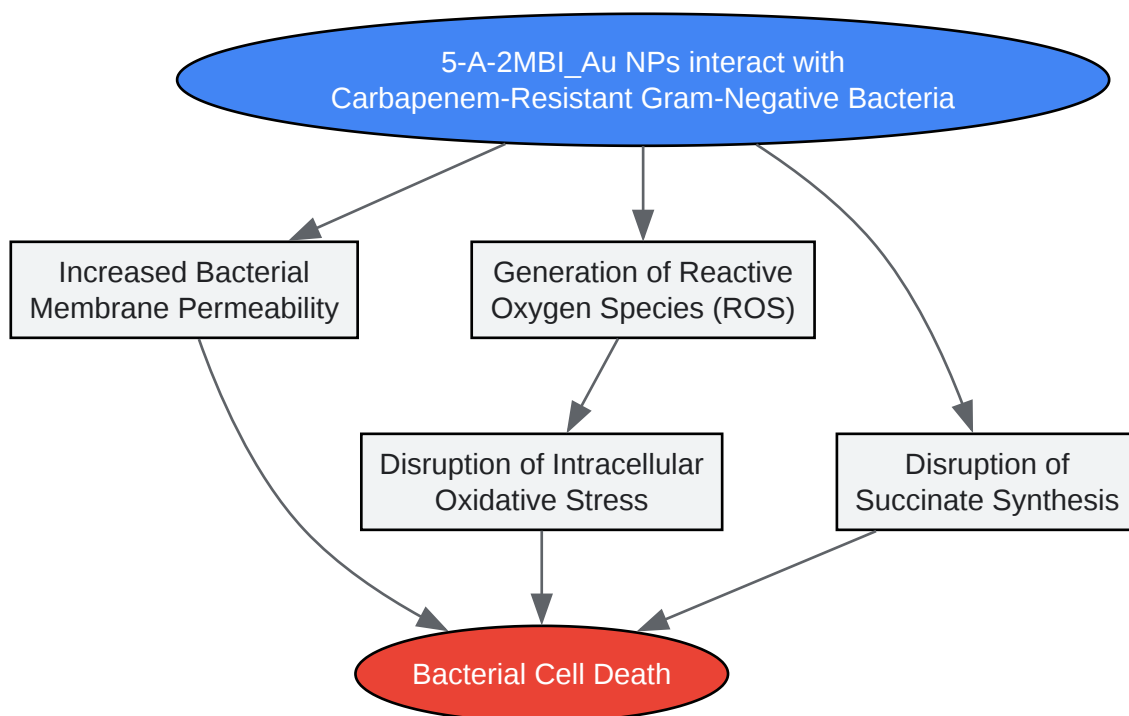 5-A-2MBI_Au NPs interact with
Carbapenem-Resistant Gram-Negative Bacteria
Increased Bacterial
Membrane Permeability
Generation of Reactive
Oxygen Species (ROS)
Disruption of Intracellular
Oxidative Stress
Disruption of
Succinate Synthesis
Bacterial Cell Death